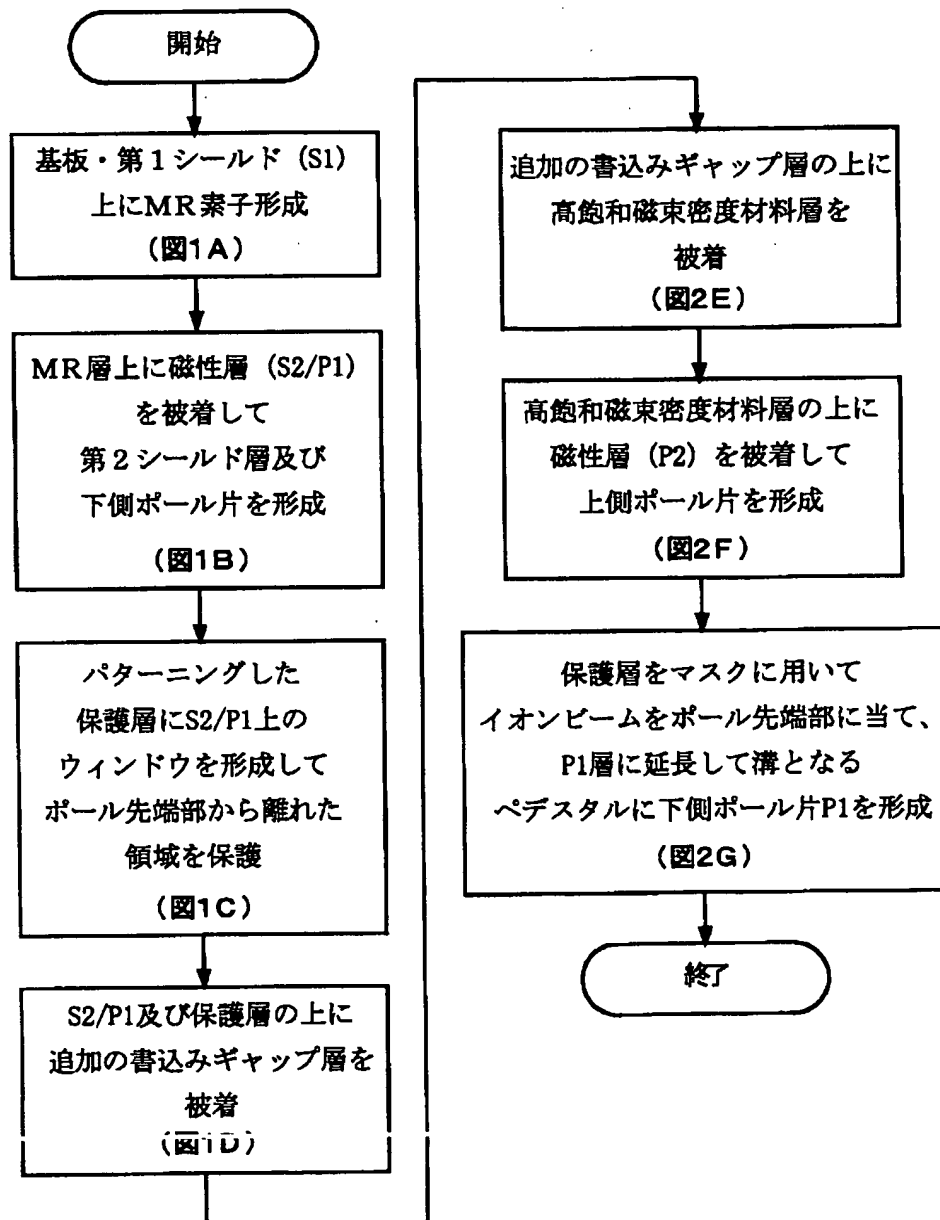 開始
基板・第1シールド(S1)
上にMR素子形成
(図1A)
MR層上に磁性層(S2/P1)
を被着して
第2シールド層及び
下側ポール片を形成
(図1B)
パターニングした
保護層にS2/P1上の
ウィンドウを形成して
ポール先端部から離れた
領域を保護
(図1C)
S2/P1及び保護層の上に
追加の書込みギャップ層を
被着
(図1D)
追加の書込みギャップ層の上に
高飽和磁束密度材料層を
被着
(図2E)
高飽和磁束密度材料層の上に
磁性層(P2)を被着して
上側ポール片を形成
(図2F)
保護層をマスクに用いて
イオンビームをポール先端部に当て、
P1層に延長して溝となる
ペデスタルに下側ポール片P1を形成
(図2G)
終了